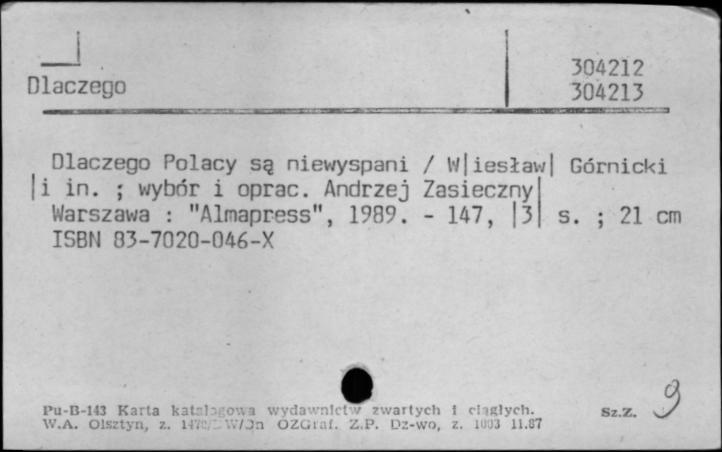 304212
Dlaczego 304213
Dlaczego Polacy są niewyspani / W|iesław| Górnicki
|i in. ; wybór i oprac. Andrzej Zasieczny|
Warszawa : "Almapress", 1989. - 147, |3| s. ; 21 cm
ISBN 83-7020-046-X
9
Pu-B-143 Karta katalogowa wydawnictw zwartych i ciągłych. Sz.Z.
W.A. Olsztyn, z. OZGraf. Z.P. Dz-wo, z. 1003 11.87